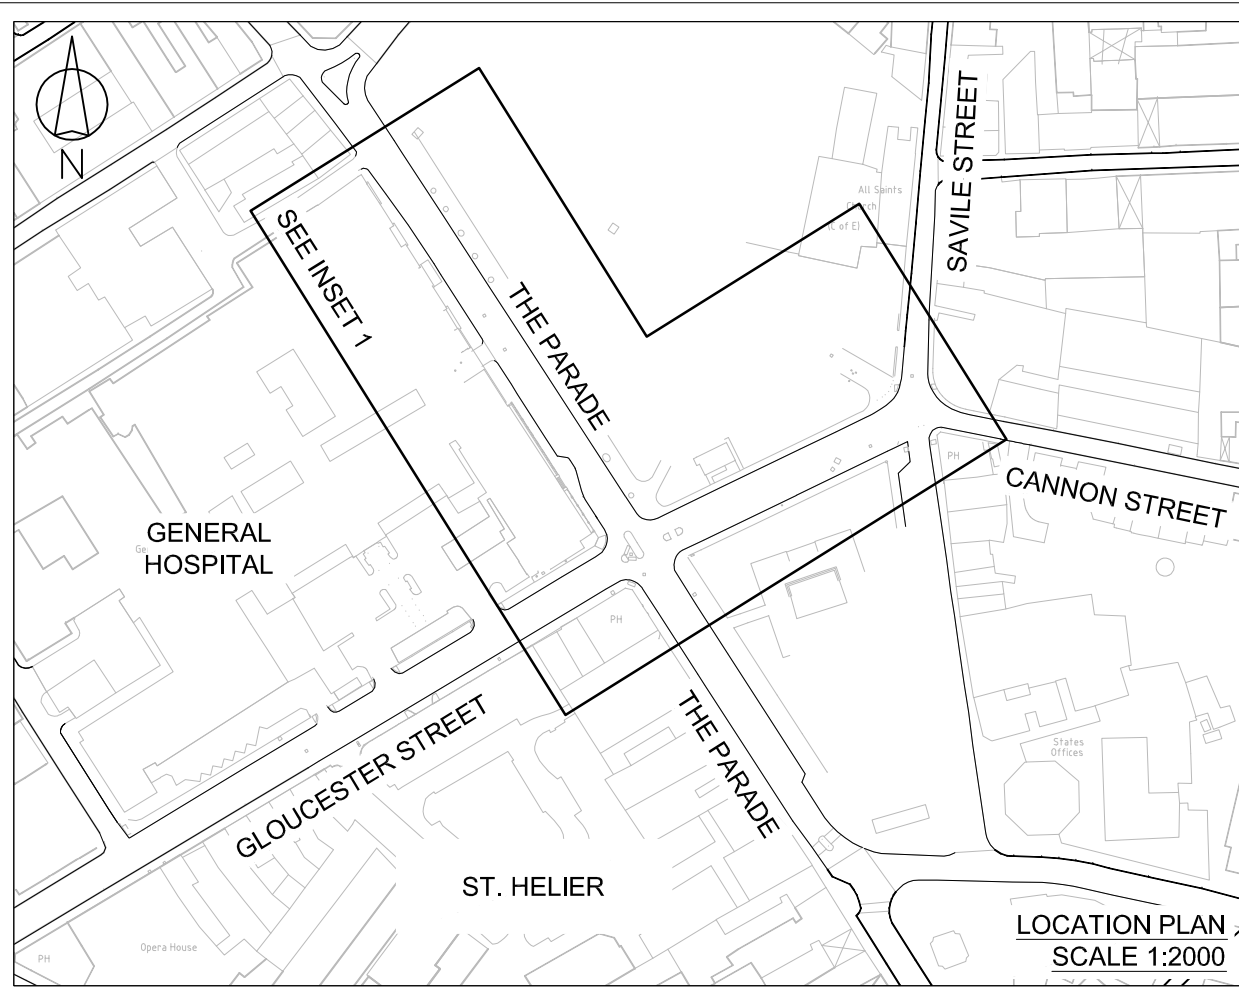 N
SAVILE STREET
All Saints
Church
(C of E)
SEE INSET 1
THE PARADE
PH
CANNON STREET
GENERAL
HOSPITAL
Ge
PH
GLOUCESTER STREET
THE PARADE
States
Offices
ST. HELIER
Opera House
PH
LOCATION PLAN
SCALE 1:2000